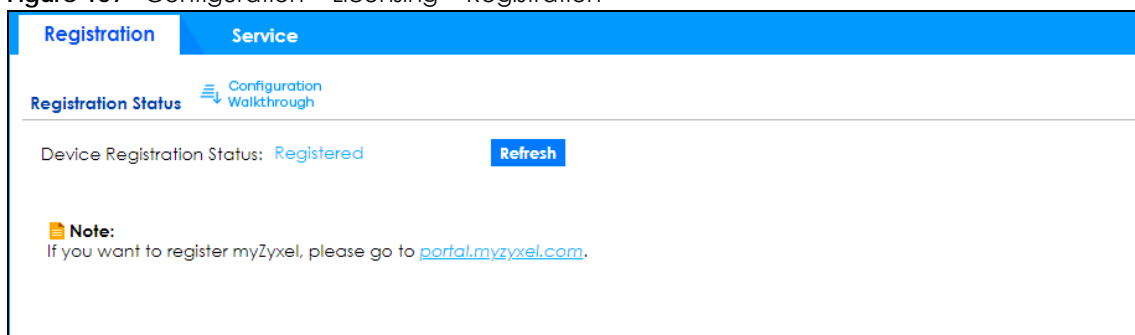 Registration Service
Registration Status Configuration Walkthrough
Device Registration Status: Registered Refresh
Note:
If you want to register myZyxel, please go to portal.myzyxel.com.